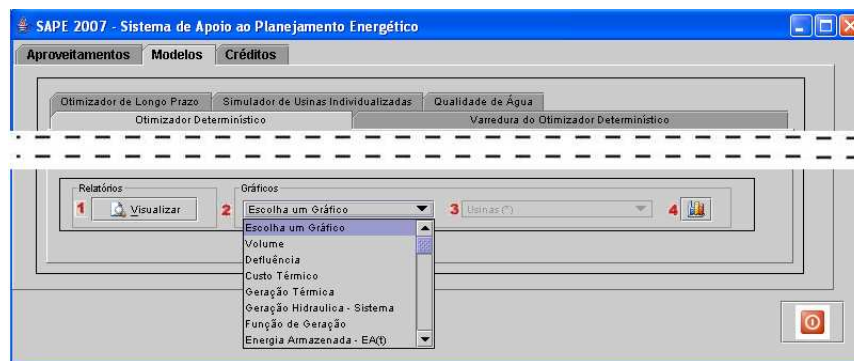 SAPE 2007 - Sistema de Apoio ao Planejamento Energético
Aproveitamentos Modelos Créditos
Otimizador de Longo Prazo Simulador de Usinas Individualizadas Qualidade de Água
Otimizador Determinístico Varredura do Otimizador Determinístico
Relatórios Gráficos
1 Visualizar 2 Escolha um Gráfico 3 Usinas (*) 4
Escolha um Gráfico
Volume
Defluência
Custo Térmico
Geração Térmica
Geração Hidraulica - Sistema
Função de Geração
Energia Armazenada - EA(t)